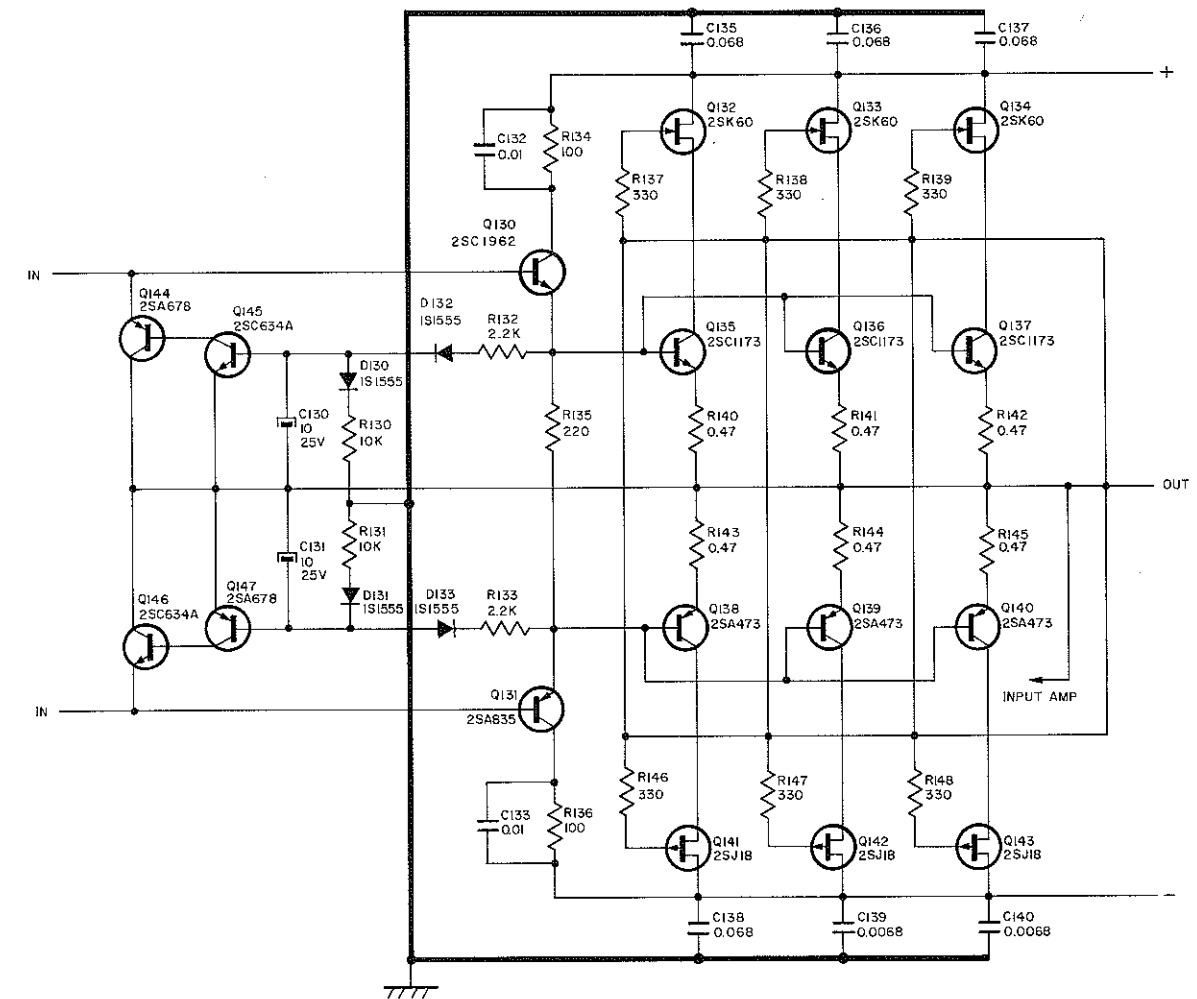 C135
0.068
C136
0.068
C137
0.068
+
Q132
2SK60
Q133
2SK60
Q134
2SK60
C132
0.01
R134
100
R137
330
R138
330
R139
330
Q130
2SC1962
IN
Q144
2SA678
Q145
2SC634A
D132
1S1555
R132
2.2K
Q135
2SC1173
Q136
2SC1173
Q137
2SC1173
D130
1S1555
C130
10
25V
R130
10K
R135
220
R140
0.47
R141
0.47
R142
0.47
OUT
C131
10
25V
R131
10K
R143
0.47
R144
0.47
R145
0.47
Q146
2SC634A
Q147
2SA678
D131
1S1555
D133
1S1555
R133
2.2K
Q138
2SA473
Q139
2SA473
Q140
2SA473
INPUT AMP
IN
Q131
2SA835
R146
330
R147
330
R148
330
C133
0.01
R136
100
Q141
2SJ18
Q142
2SJ18
Q143
2SJ18
−
C138
0.068
C139
0.0068
C140
0.0068